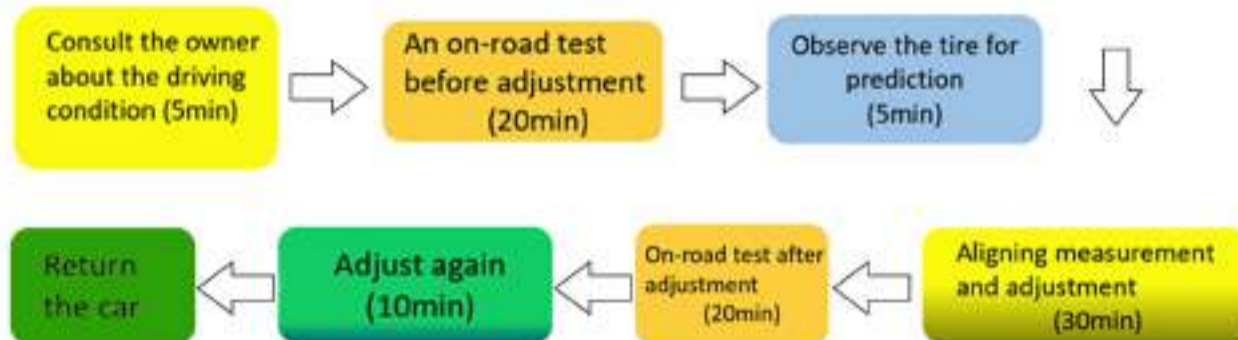 Consult the owner
about the driving
condition (5min)
An on-road test
before adjustment
(20min)
Observe the tire for
prediction
(5min)
Aligning measurement
and adjustment
(30min)
On-road test after
adjustment
(20min)
Adjust again
(10min)
Return
the car